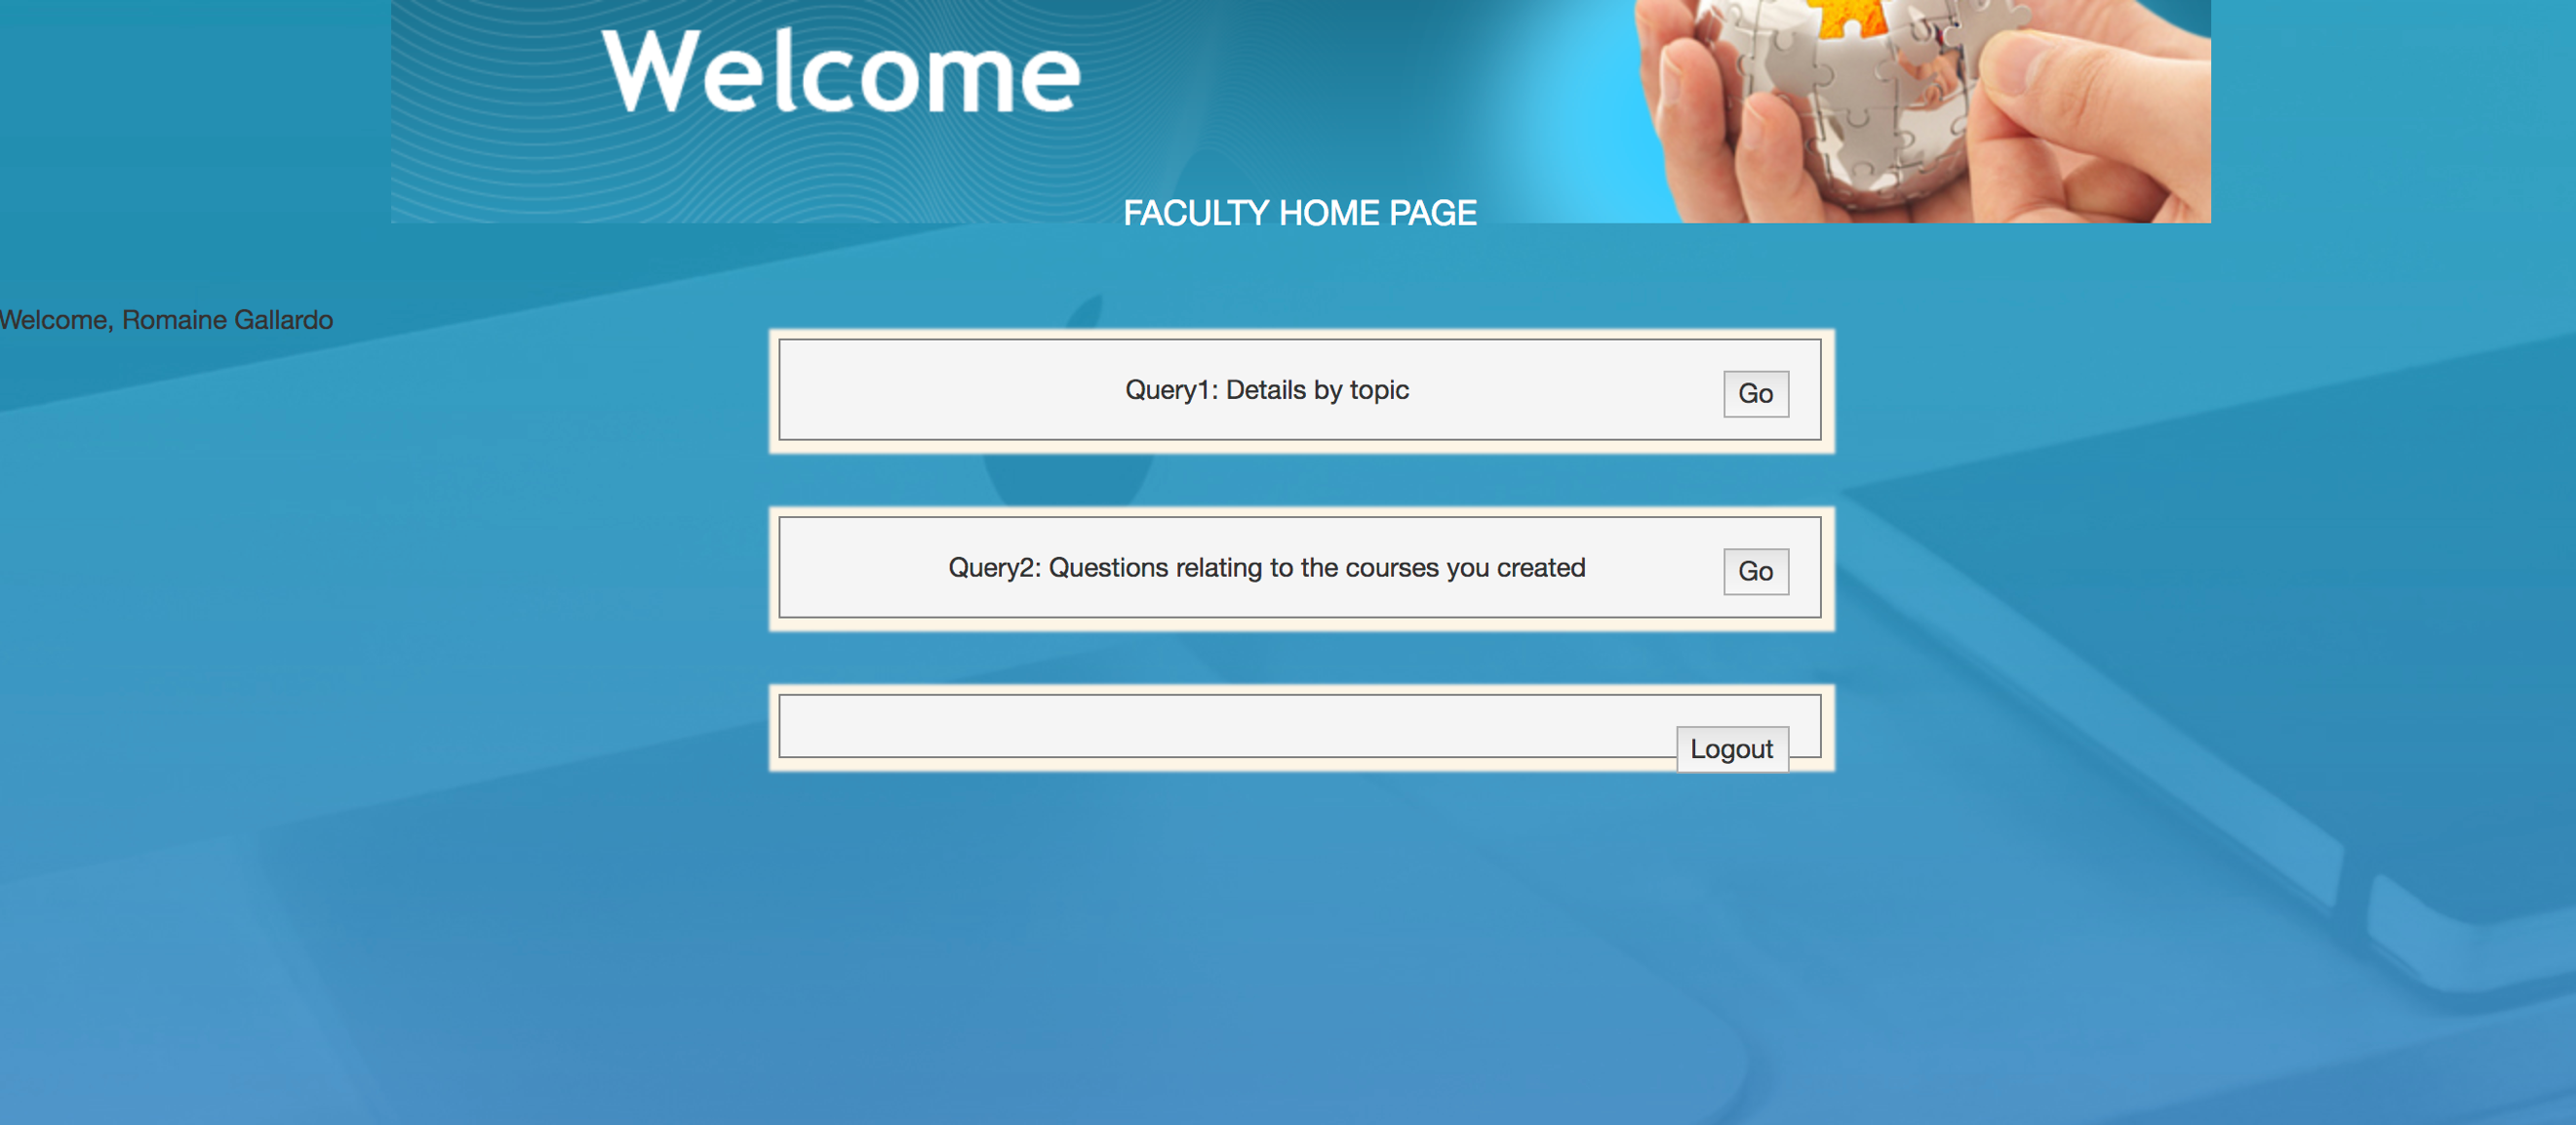 Welcome
FACULTY HOME PAGE
Welcome, Romaine Gallardo
Query1: Details by topic
Go
Query2: Questions relating to the courses you created
Go
Logout